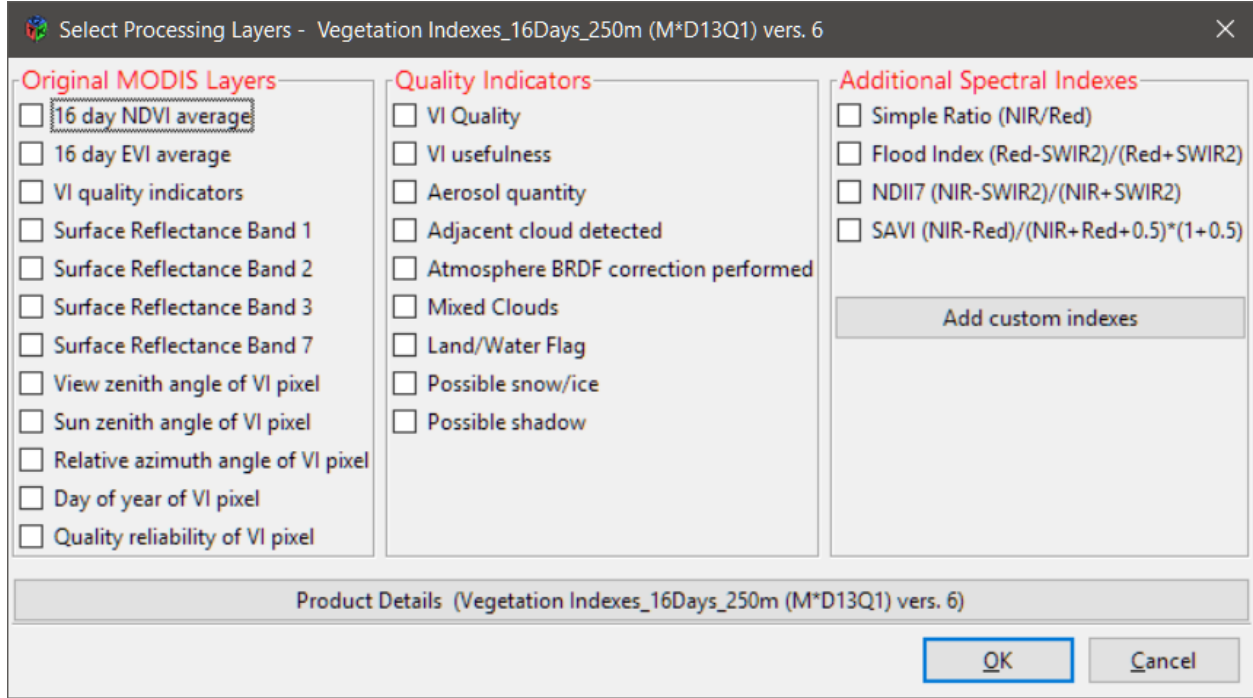 Select Processing Layers -  Vegetation Indexes_16Days_250m (M*D13Q1) vers. 6
Original MODIS Layers
16 day NDVI average
16 day EVI average
VI quality indicators
Surface Reflectance Band 1
Surface Reflectance Band 2
Surface Reflectance Band 3
Surface Reflectance Band 7
View zenith angle of VI pixel
Sun zenith angle of VI pixel
Relative azimuth angle of VI pixel
Day of year of VI pixel
Quality reliability of VI pixel
Quality Indicators
VI Quality
VI usefulness
Aerosol quantity
Adjacent cloud detected
Atmosphere BRDF correction performed
Mixed Clouds
Land/Water Flag
Possible snow/ice
Possible shadow
Additional Spectral Indexes
Simple Ratio (NIR/Red)
Flood Index (Red-SWIR2)/(Red+SWIR2)
NDII7 (NIR-SWIR2)/(NIR+SWIR2)
SAVI (NIR-Red)/(NIR+Red+0.5)*(1+0.5)
Add custom indexes
Product Details  (Vegetation Indexes_16Days_250m (M*D13Q1) vers. 6)
OK
Cancel